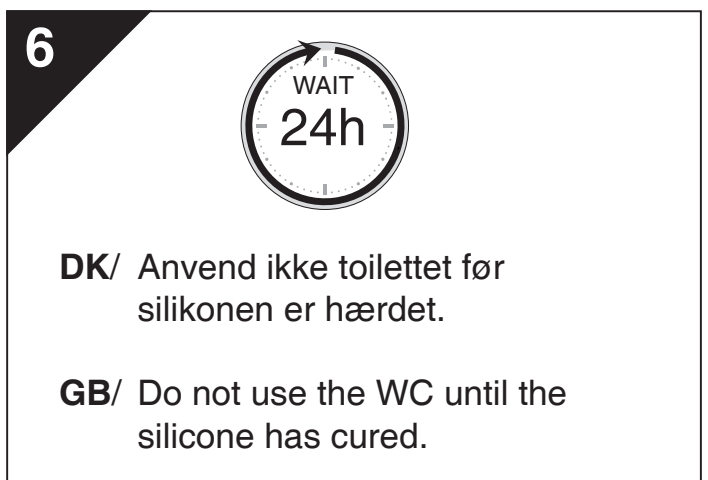 6
WAIT
24h
DK/ Anvend ikke toilettet før
silikonen er hærdet.
GB/ Do not use the WC until the
silicone has cured.